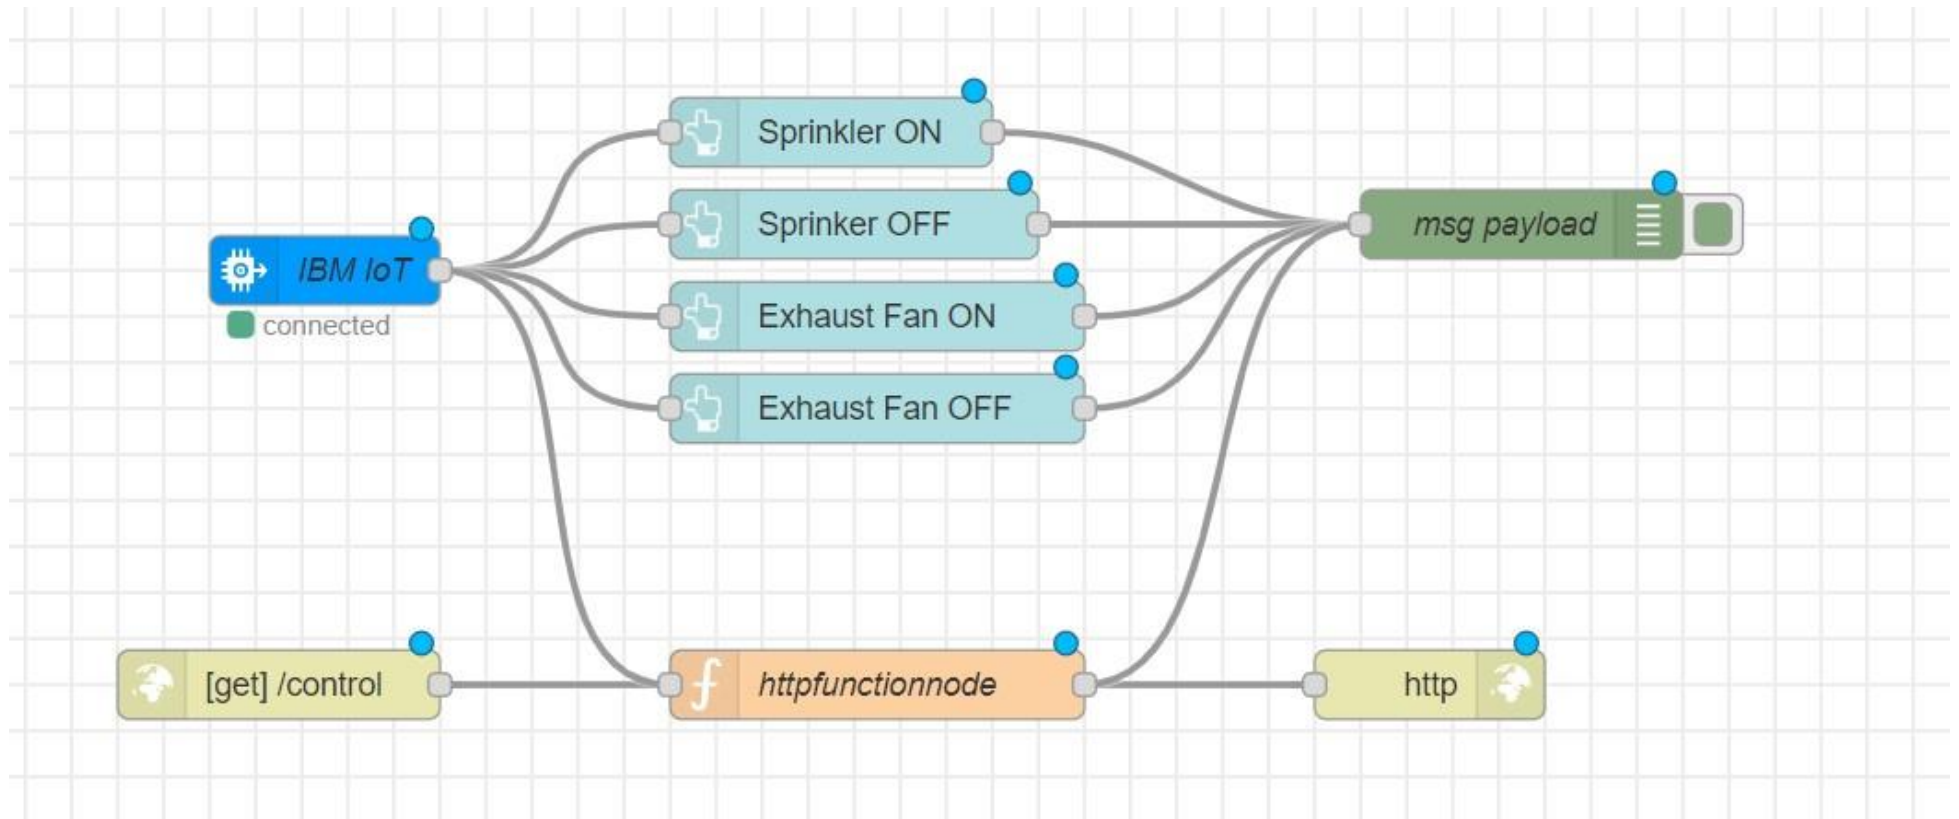 Sprinkler ON
Sprinker OFF
msg payload
IBM IoT
connected
Exhaust Fan ON
Exhaust Fan OFF
[get] /control
httpfunctionnode
http